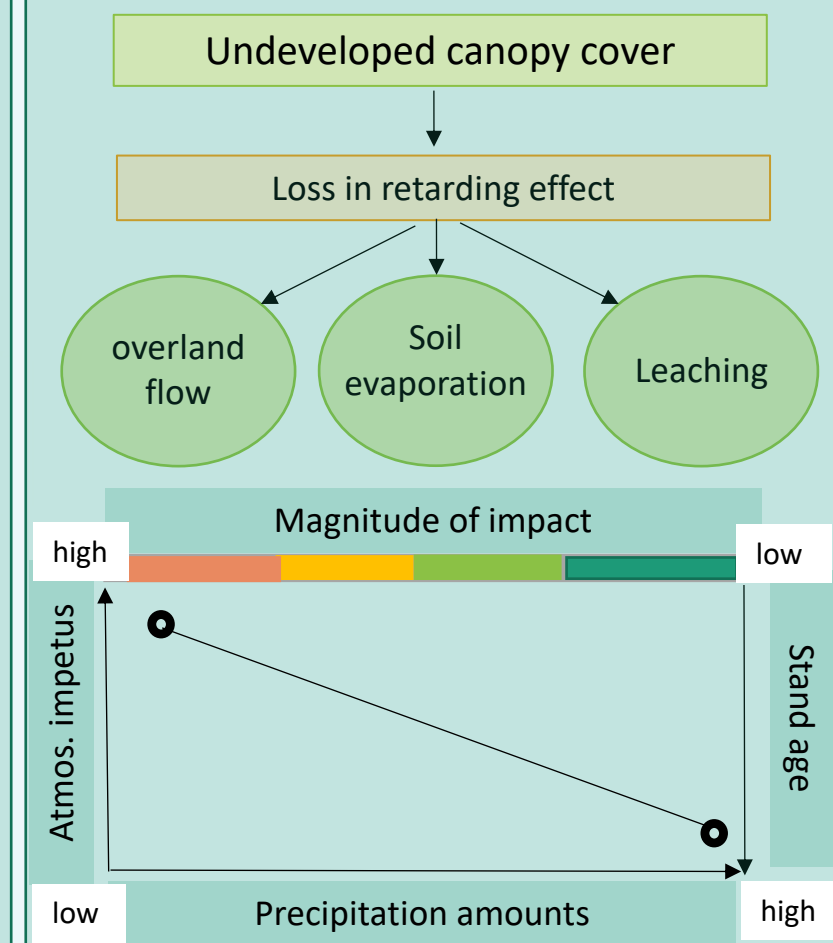 Undeveloped canopy cover
Loss in retarding effect
overland
flow
Soil
evaporation
Leaching
Magnitude of impact
high
low
Atmos. impetus
Stand age
low
Precipitation amounts
high